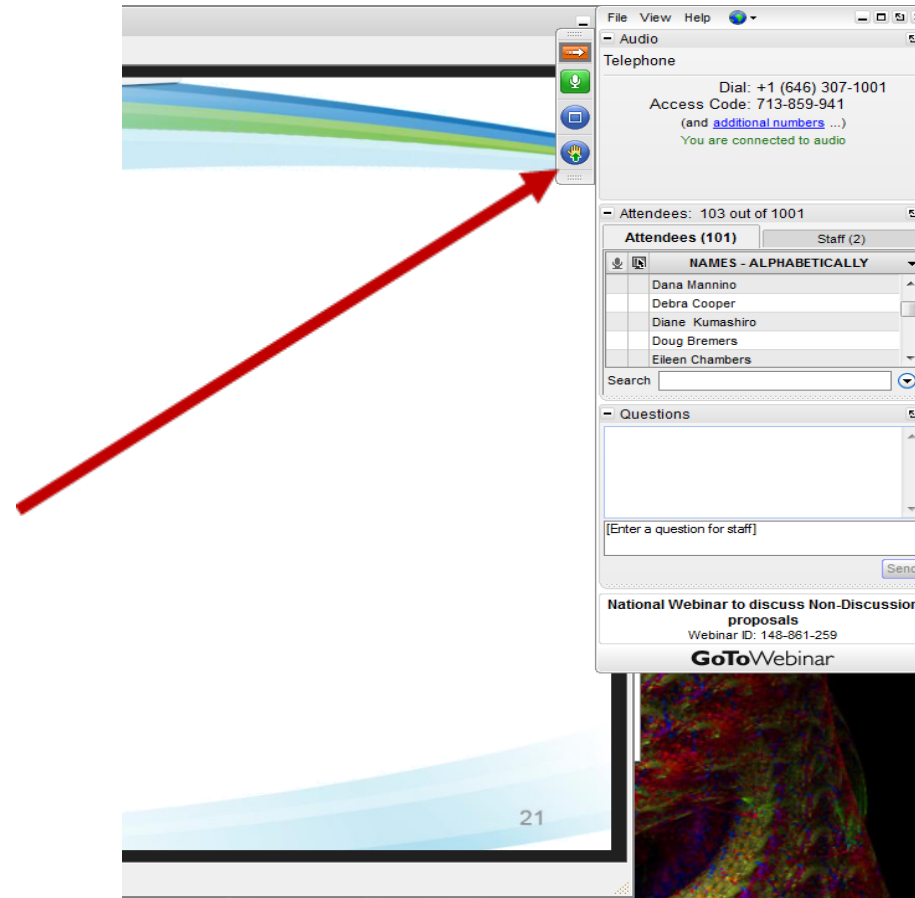 File View Help
Audio
Telephone
Dial: +1 (646) 307-1001
Access Code: 713-859-941
(and additional numbers ...)
You are connected to audio
Attendees: 103 out of 1001
Attendees (101) Staff (2)
NAMES - ALPHABETICALLY
Dana Mannino
Debra Cooper
Diane Kumashiro
Doug Bremers
Eileen Chambers
Search
Questions
[Enter a question for staff]
Send
National Webinar to discuss Non-Discussion
proposals
Webinar ID: 148-861-259
GoToWebinar
21